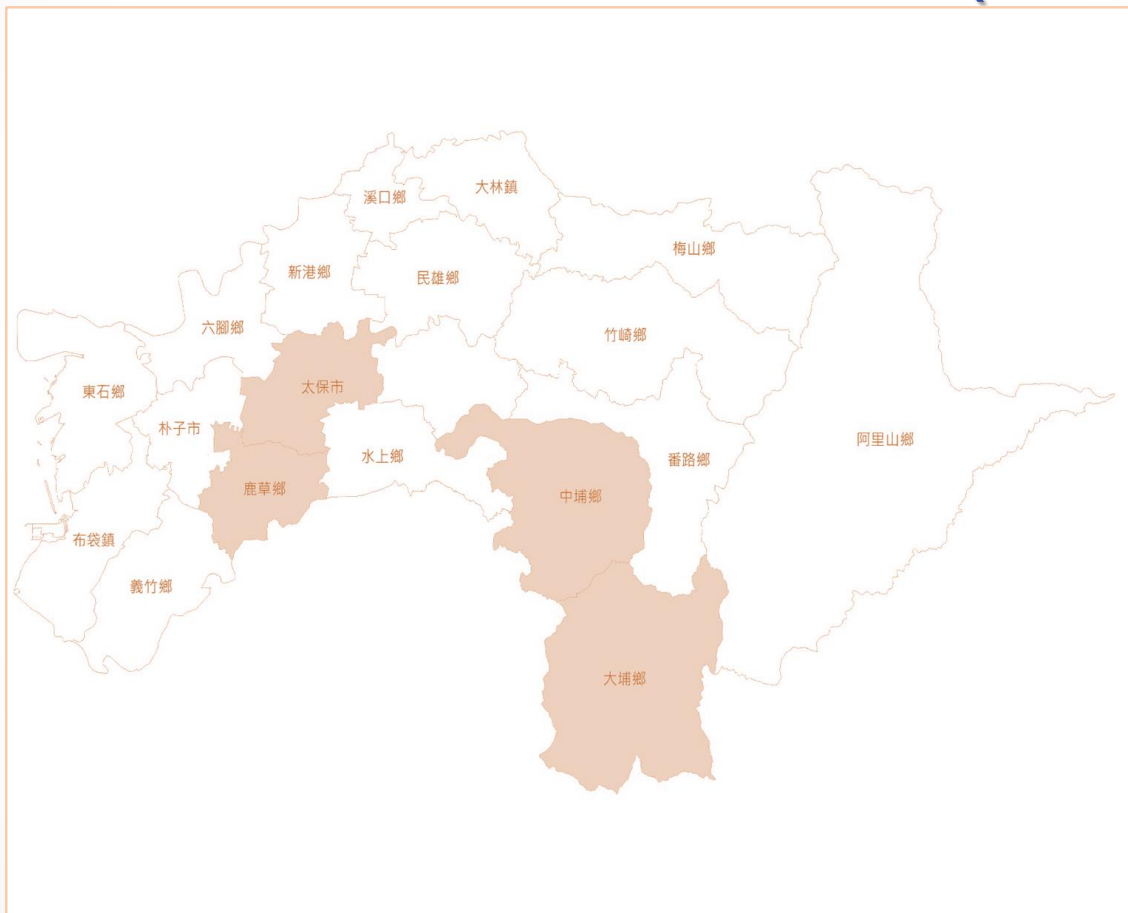 大林鎮
溪口鄉
梅山鄉
新港鄉
民雄鄉
六腳鄉
竹崎鄉
太保市
東石鄉
朴子市
阿里山鄉
水上鄉
番路鄉
鹿草鄉
中埔鄉
布袋鎮
義竹鄉
大埔鄉